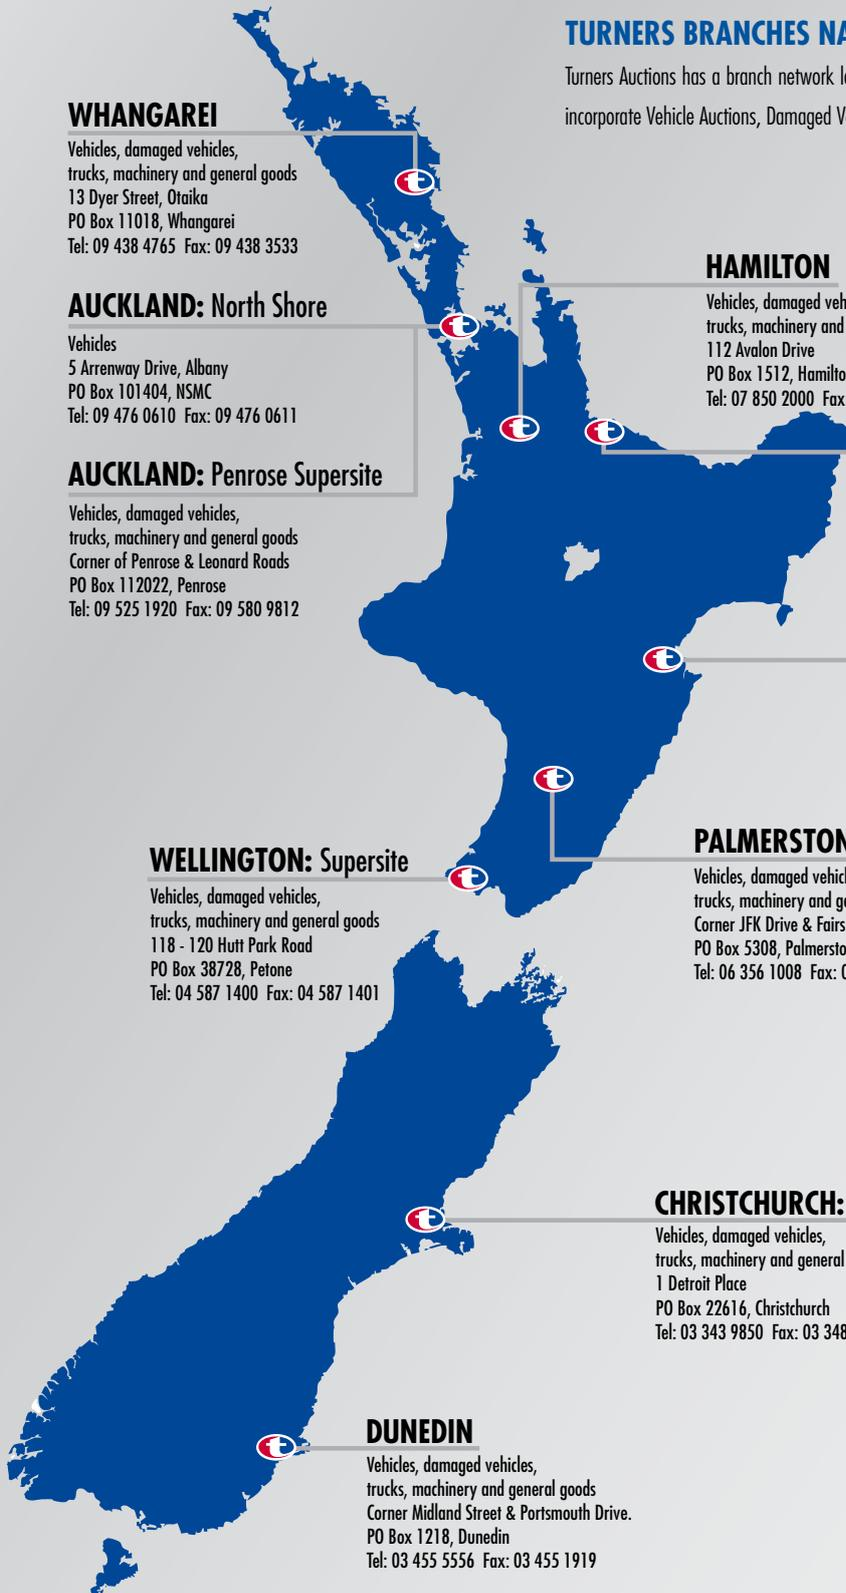 TURNERS BRANCHES
Turners Auctions has a branch network
incorporate Vehicle Auctions, Damaged
WHANGAREI
Vehicles, damaged vehicles,
trucks, machinery and general goods
13 Dyer Street, Otaika
PO Box 11018, Whangarei
Tel: 09 438 4765 Fax: 09 438 3533
AUCKLAND: North Shore
Vehicles
5 Arrenway Drive, Albany
PO Box 101404, NSMC
Tel: 09 476 0610 Fax: 09 476 0611
AUCKLAND: Penrose Supersite
Vehicles, damaged vehicles,
trucks, machinery and general goods
Corner of Penrose & Leonard Roads
PO Box 112022, Penrose
Tel: 09 525 1920 Fax: 09 580 9812
HAMILTON
Vehicles, damaged
trucks, machinery and
112 Avalon Drive
PO Box 1512,
Tel: 07 850 2000 Fax
WELLINGTON: Supersite
Vehicles, damaged vehicles,
trucks, machinery and general goods
118 - 120 Hutt Park Road
PO Box 38728, Petone
Tel: 04 587 1400 Fax: 04 587 1401
PALMERSTON
Vehicles, damaged
trucks, machinery and
Corner JFK Drive &
PO Box 5308,
Tel: 06 356 1008 Fax:
CHRISTCHURCH:
Vehicles, damaged vehicles,
trucks, machinery and general
1 Detroit Place
PO Box 22616, Christchurch
Tel: 03 343 9850 Fax: 03 348
DUNEDIN
Vehicles, damaged vehicles,
trucks, machinery and general goods
Corner Midland Street & Portsmouth Drive.
PO Box 1218, Dunedin
Tel: 03 455 5556 Fax: 03 455 1919